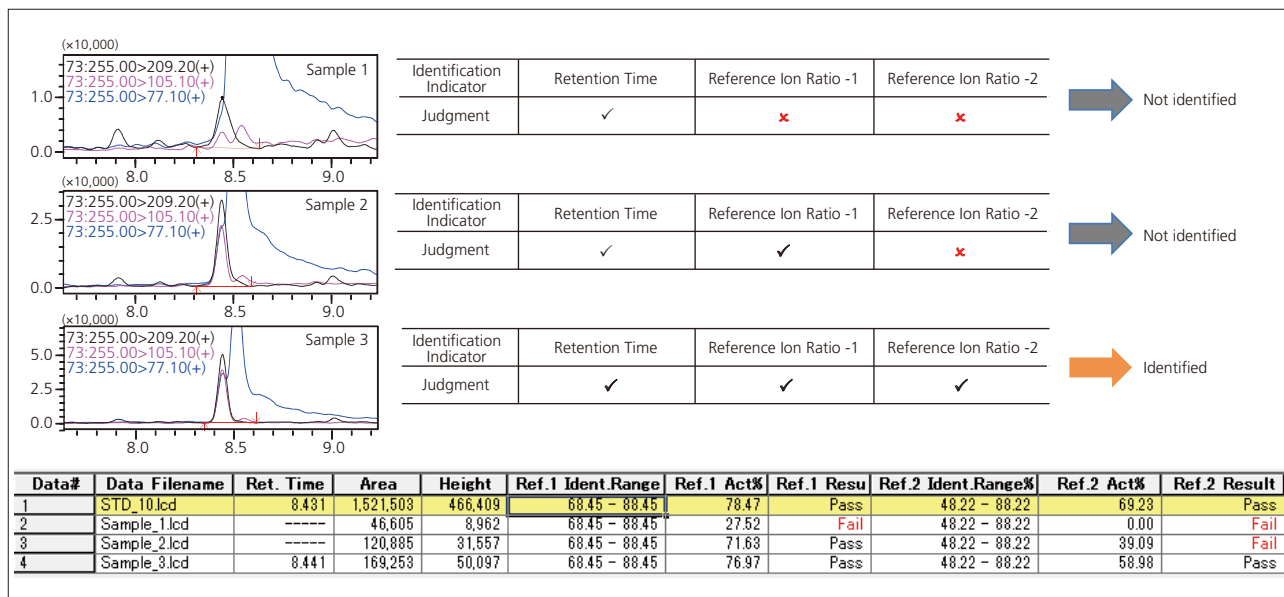 (×10,000)
73:255.00>209.20(+)
73:255.00>105.10(+)
73:255.00>77.10(+)
Sample 1
1.0
0.0
8.0 8.5 9.0
Identification Indicator Retention Time Reference Ion Ratio -1 Reference Ion Ratio -2
Judgment ✓ ✘ ✘
Not identified
(×10,000)
73:255.00>209.20(+)
73:255.00>105.10(+)
73:255.00>77.10(+)
Sample 2
2.5
0.0
8.0 8.5 9.0
Identification Indicator Retention Time Reference Ion Ratio -1 Reference Ion Ratio -2
Judgment ✓ ✓ ✘
Not identified
(×10,000)
73:255.00>209.20(+)
73:255.00>105.10(+)
73:255.00>77.10(+)
Sample 3
5.0
2.5
0.0
8.0 8.5 9.0
Identification Indicator Retention Time Reference Ion Ratio -1 Reference Ion Ratio -2
Judgment ✓ ✓ ✓
Identified
Data# Data Filename Ret. Time Area Height Ref.1 Ident.Range Ref.1 Act% Ref.1 Resu Ref.2 Ident.Range% Ref.2 Act% Ref.2 Result
1 STD_10.lcd 8.431 1,521,503 466,409 68.45 - 88.45 78.47 Pass 48.22 - 88.22 69.23 Pass
2 Sample_1.lcd ----- 46,605 8,962 68.45 - 88.45 27.52 Fail 48.22 - 88.22 0.00 Fail
3 Sample_2.lcd ----- 120,885 31,557 68.45 - 88.45 71.63 Pass 48.22 - 88.22 39.09 Fail
4 Sample_3.lcd 8.441 169,253 50,097 68.45 - 88.45 76.97 Pass 48.22 - 88.22 58.98 Pass